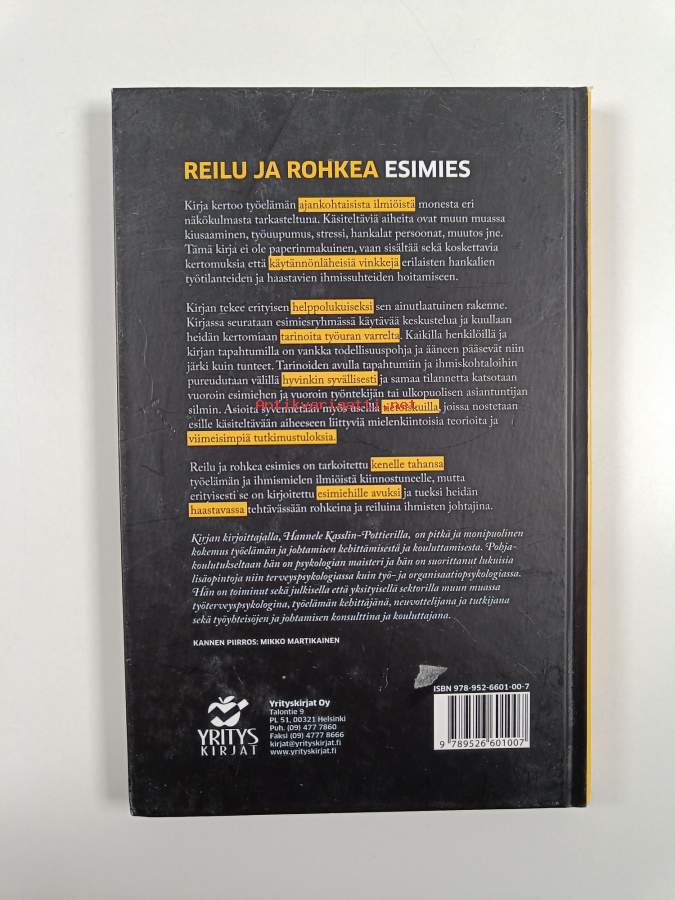 REILU JA ROHKEA ESIMIES
Kirja kertoo työelämän ajankohtaisista ilmiöistä monesta eri
näkökulmasta tarkasteltuna. Käsiteltäviä aiheita ovat muun muassa
kiusaaminen, työuupumus, stressi, hankalat persoonat, muutos jne.
Tämä kirja ei ole paperinmakuinen, vaan sisältää sekä koskettavia
kertomuksia että käytännönläheisiä vinkkejä erilaisten hankalien
työtilanteiden ja haastavien ihmissuhteiden hoitamiseen.
Kirjan tekee erityisen helppolukuiseksi sen ainutlaatuinen rakenne.
Kirjassa seurataan esimiesryhmässä käytävää keskustelua ja kuullaan
heidän kertomiaan tarinoita työuran varrelta. Kaikilla henkilöillä ja
kirjan tapahtumilla on vankka todellisuuspohja ja ääneen pääsevät niin
järki kuin tunteet. Tarinoiden avulla tapahtumiin ja ihmiskohtaloihin
pureudutaan välillä hyvinkin syvällisesti ja samaa tilannetta katsotaan
vuoroin esimiehen ja vuoroin työntekijän tai ulkopuolisen asiantuntijan
silmin. Asioita syvennetään myös useilla tietoiskuilla, joissa nostetaan
Antikvariaatti.net
esille käsiteltävään aiheeseen liittyviä mielenkiintoisia teorioita ja
viimeisimpiä tutkimustuloksia.
Reilu ja rohkea esimies on tarkoitettu kenelle tahansa
työelämän ja ihmismielen ilmiöistä kiinnostuneelle, mutta
erityisesti se on kirjoitettu esimiehille avuksi ja tueksi heidän
haastavassa tehtävässään rohkeina ja reiluina ihmisten johtajina.
Kirjan kirjoittajalla, Hannele Kasslin-Pottierilla, on pitkä ja monipuolinen
kokemus työelämän ja johtamisen kehittämisestä ja kouluttamisesta. Pohja-
koulutukseltaan hän on psykologian maisteri ja hän on suorittanut lukuisia
lisäopintoja niin terveyspsykologiassa kuin työ- ja organisaatiopsykologiassa.
Hän on toiminut sekä julkisella että yksityisellä sektorilla muun muassa
työterveyspsykologina, työelämän kehittäjänä, neuvottelijana ja tutkijana
sekä työyhteisöjen ja johtamisen konsulttina ja kouluttajana.
KANNEN PIIRROS: MIKKO MARTIKAINEN
YRITYS
KIRJAT
Yrityskirjat Oy
Talontie 9
PL 51, 00321 Helsinki
Puh. (09) 477 7860
Faksi (09) 4777 8666
kirjat@yrityskirjat.fi
www.yrityskirjat.fi
ISBN 978-952-6601-00-7
9 789526 601007